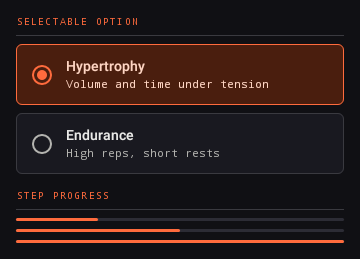 SELECTABLE OPTION
Hypertrophy
Volume and time under tension
Endurance
High reps, short rests
STEP PROGRESS